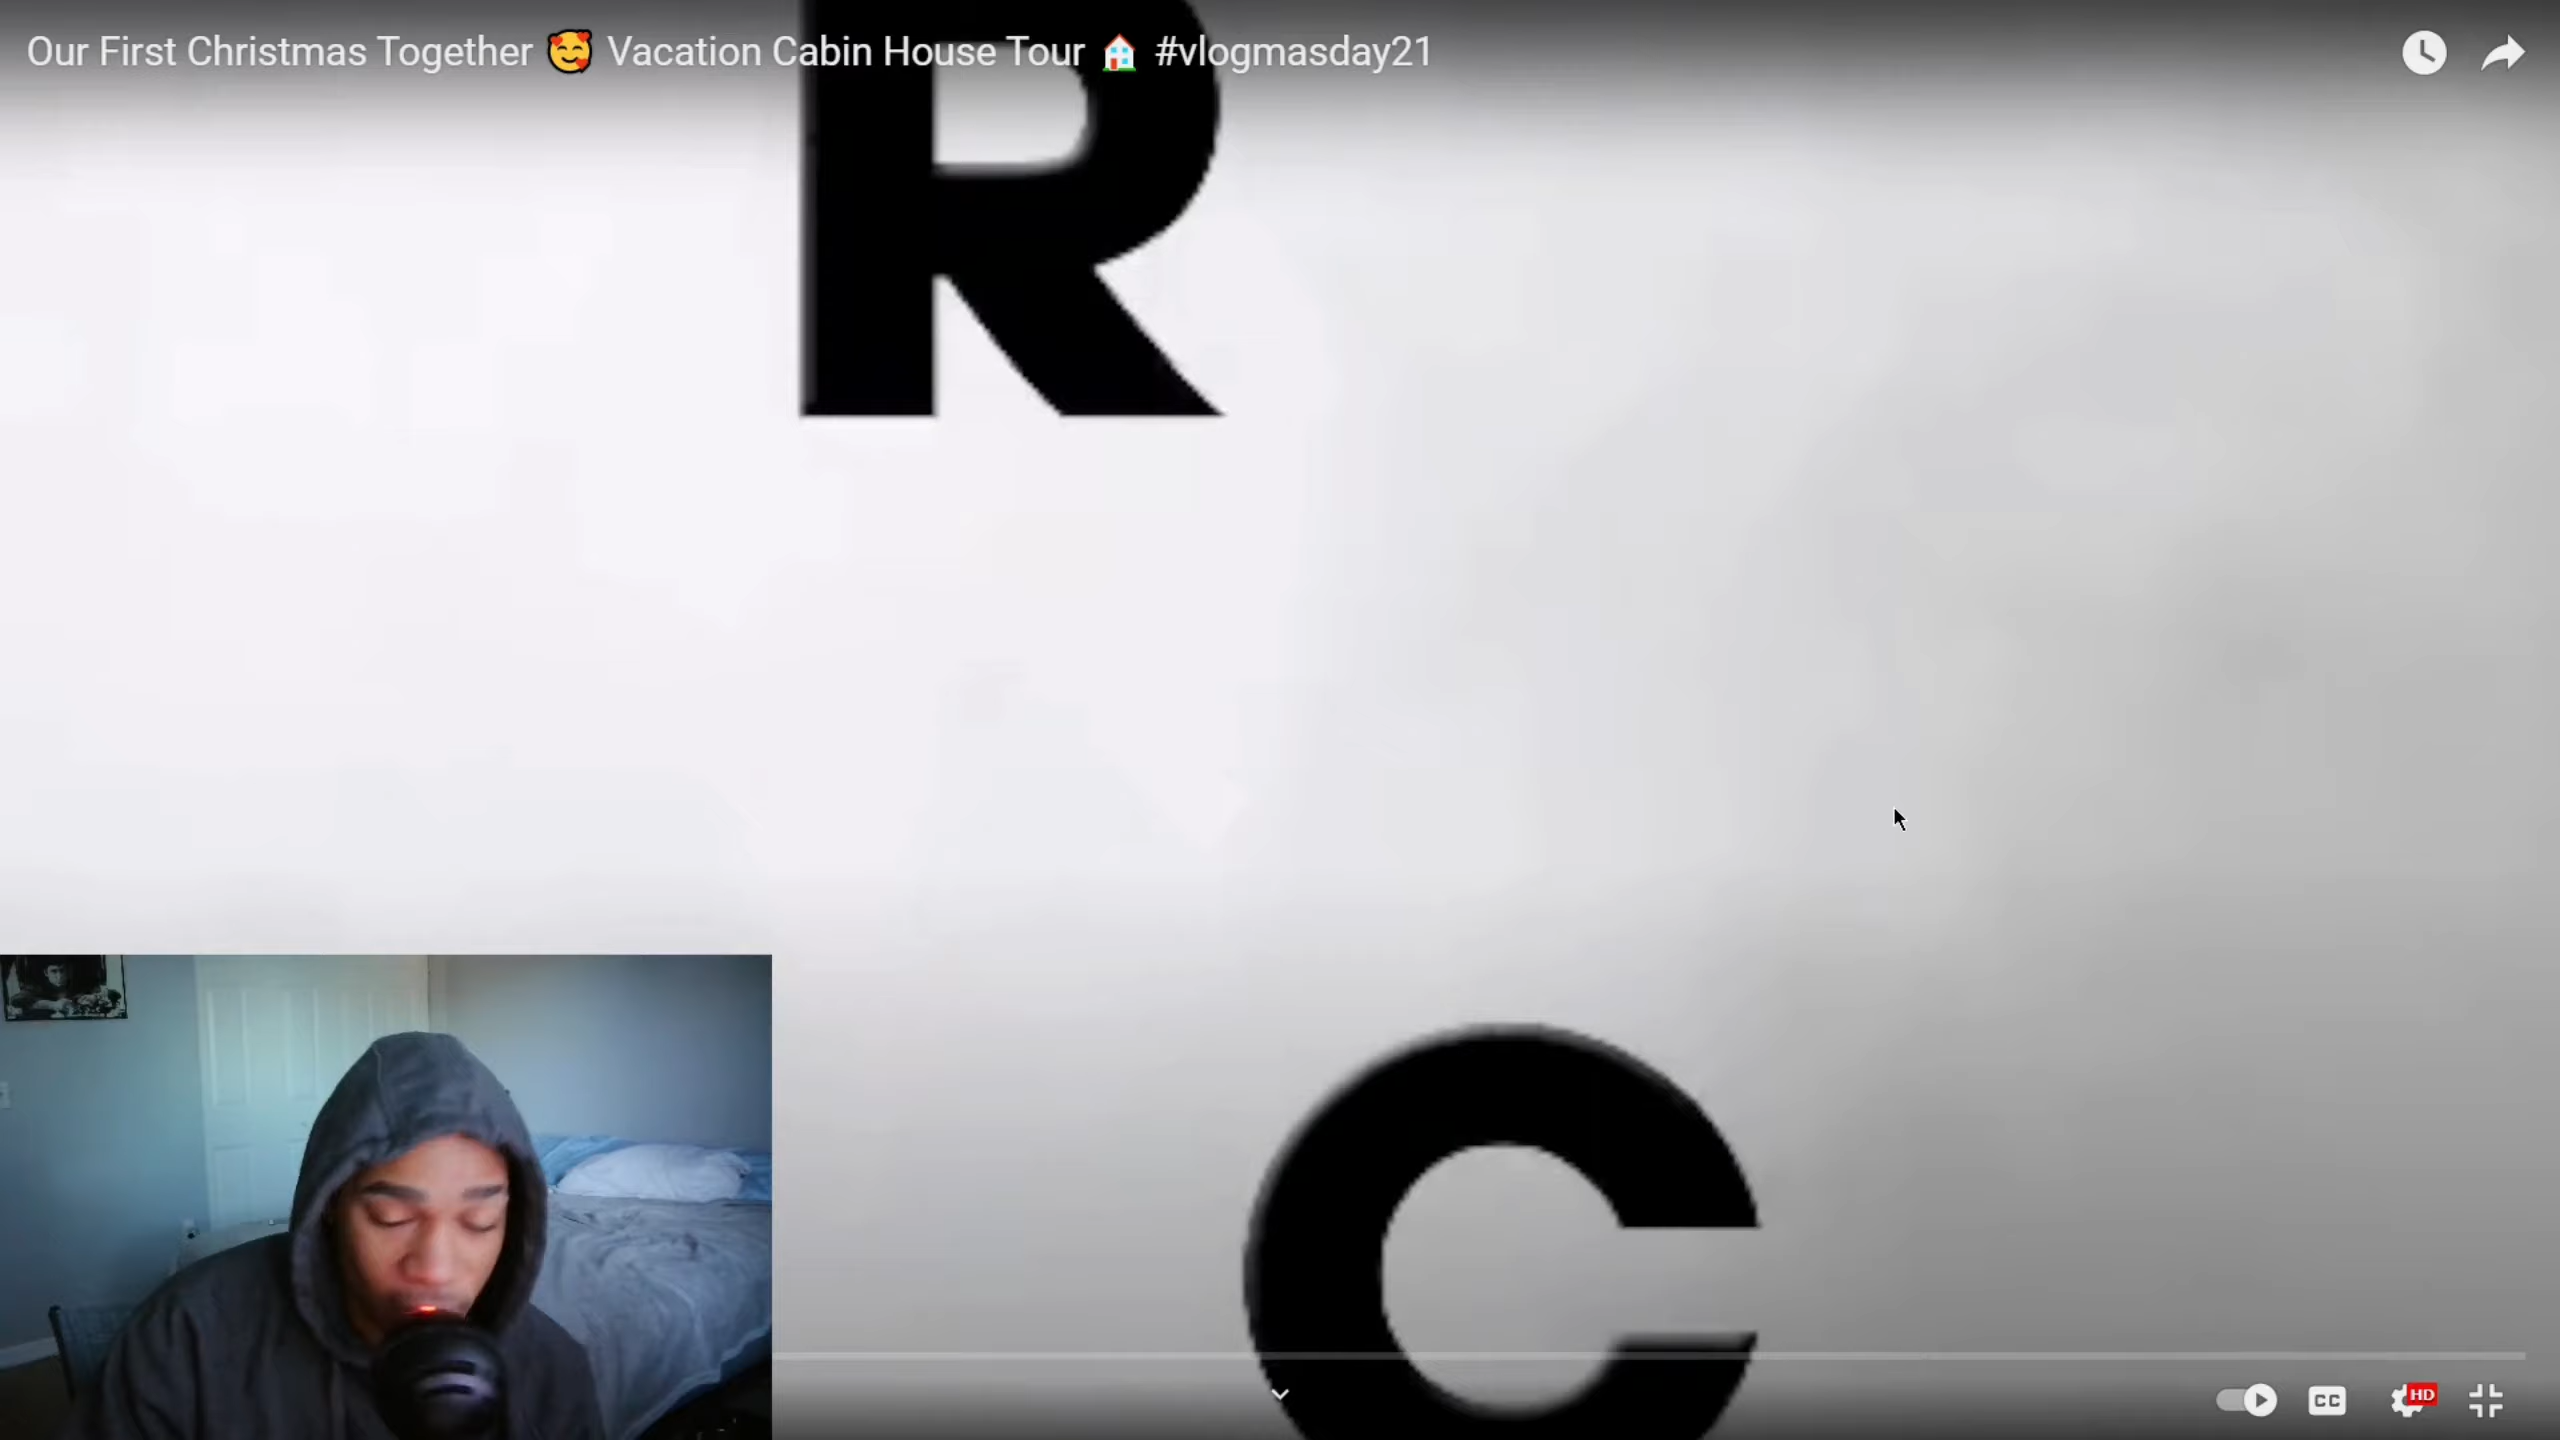 Our First Christmas Together 🥰 Vacation Cabin House Tour 🏠 #vlogmasday21
R
C
CC
HD